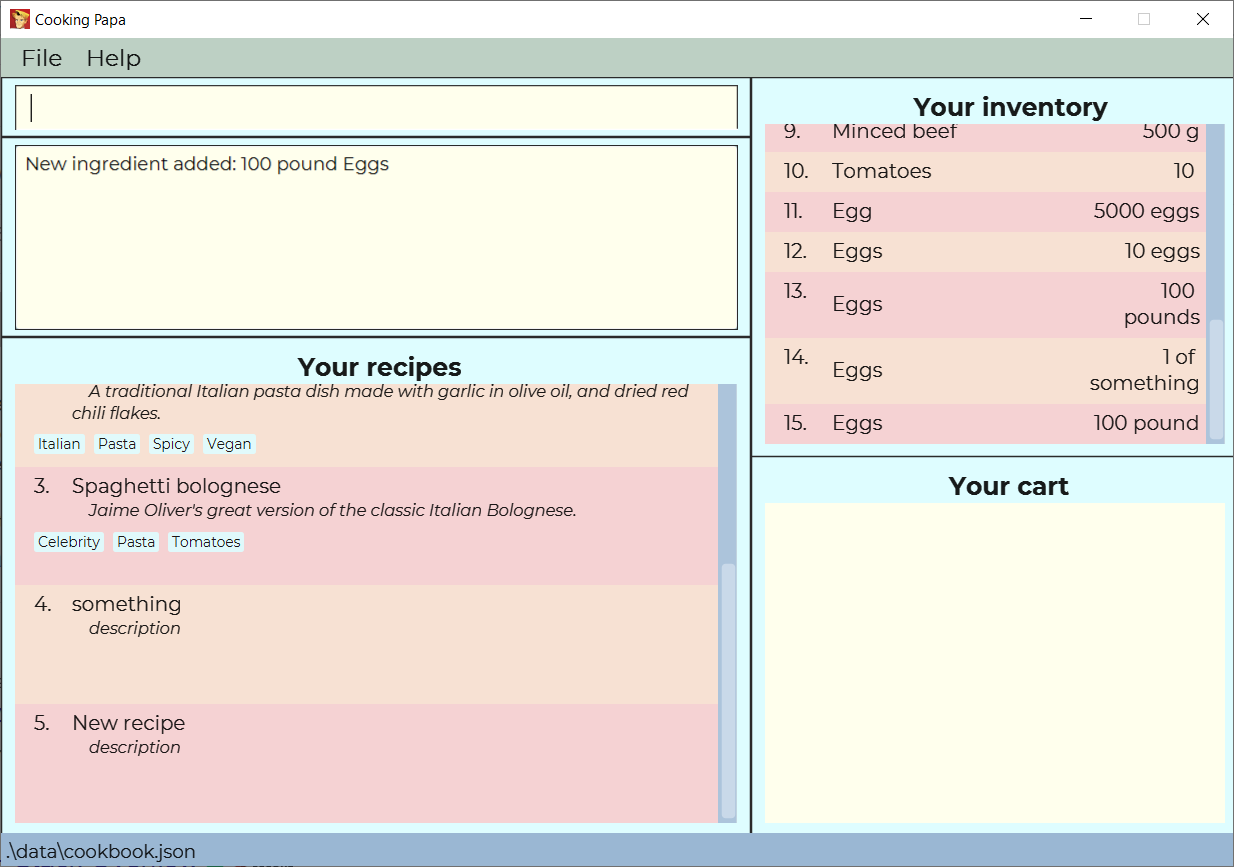 Cooking Papa
File Help
New ingredient added: 100 pound Eggs
Your recipes
A traditional Italian pasta dish made with garlic in olive oil, and dried red
chili flakes.
Italian Pasta Spicy Vegan
3. Spaghetti bolognese
Jaime Oliver's great version of the classic Italian Bolognese.
Celebrity Pasta Tomatoes
4. something
description
5. New recipe
description
Your inventory
9. Minced beef 500 g
10. Tomatoes 10
11. Egg 5000 eggs
12. Eggs 10 eggs
13. Eggs 100
pounds
14. Eggs 1 of
something
15. Eggs 100 pound
Your cart
.\data\cookbook.json